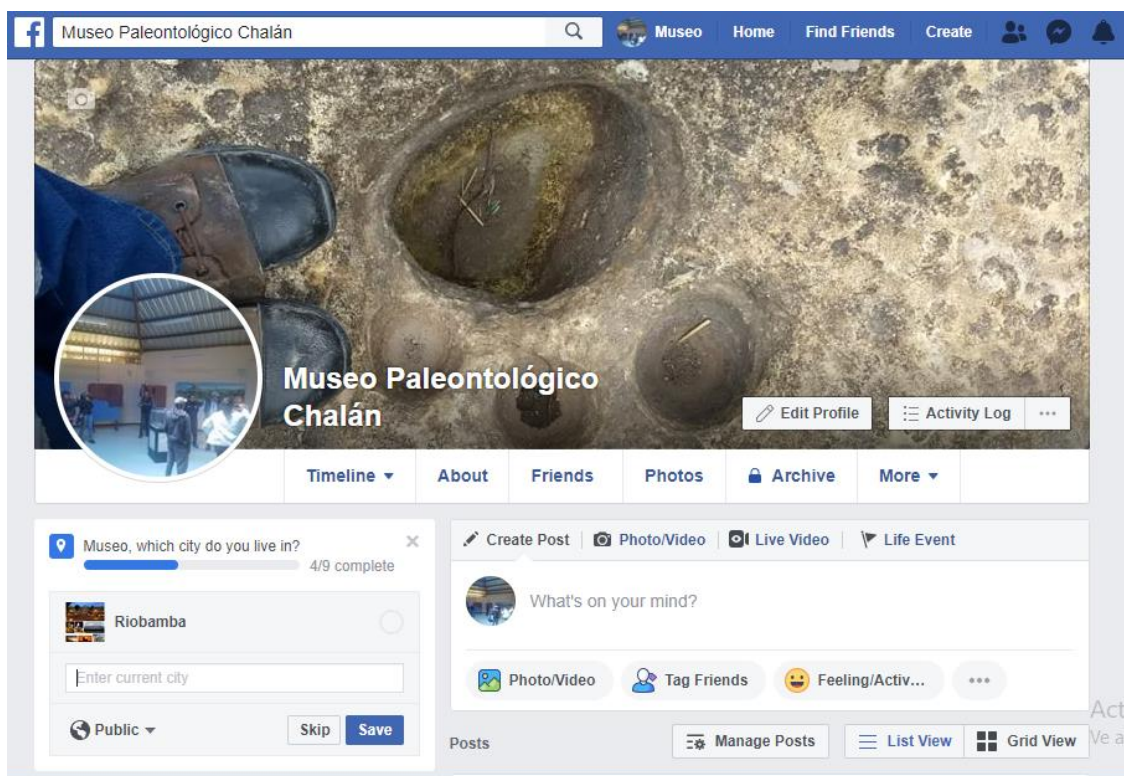 f Museo Paleontológico Chalán Museo Home Find Friends Create
Museo Paleontológico
Chalán
Edit Profile Activity Log ...
Timeline About Friends Photos Archive More
Museo, which city do you live in?
4/9 complete
Riobamba
Enter current city
Public Skip Save
Create Post Photo/Video Live Video Life Event
What's on your mind?
Photo/Video Tag Friends Feeling/Activ... ...
Posts Manage Posts List View Grid View
Act
Ve a